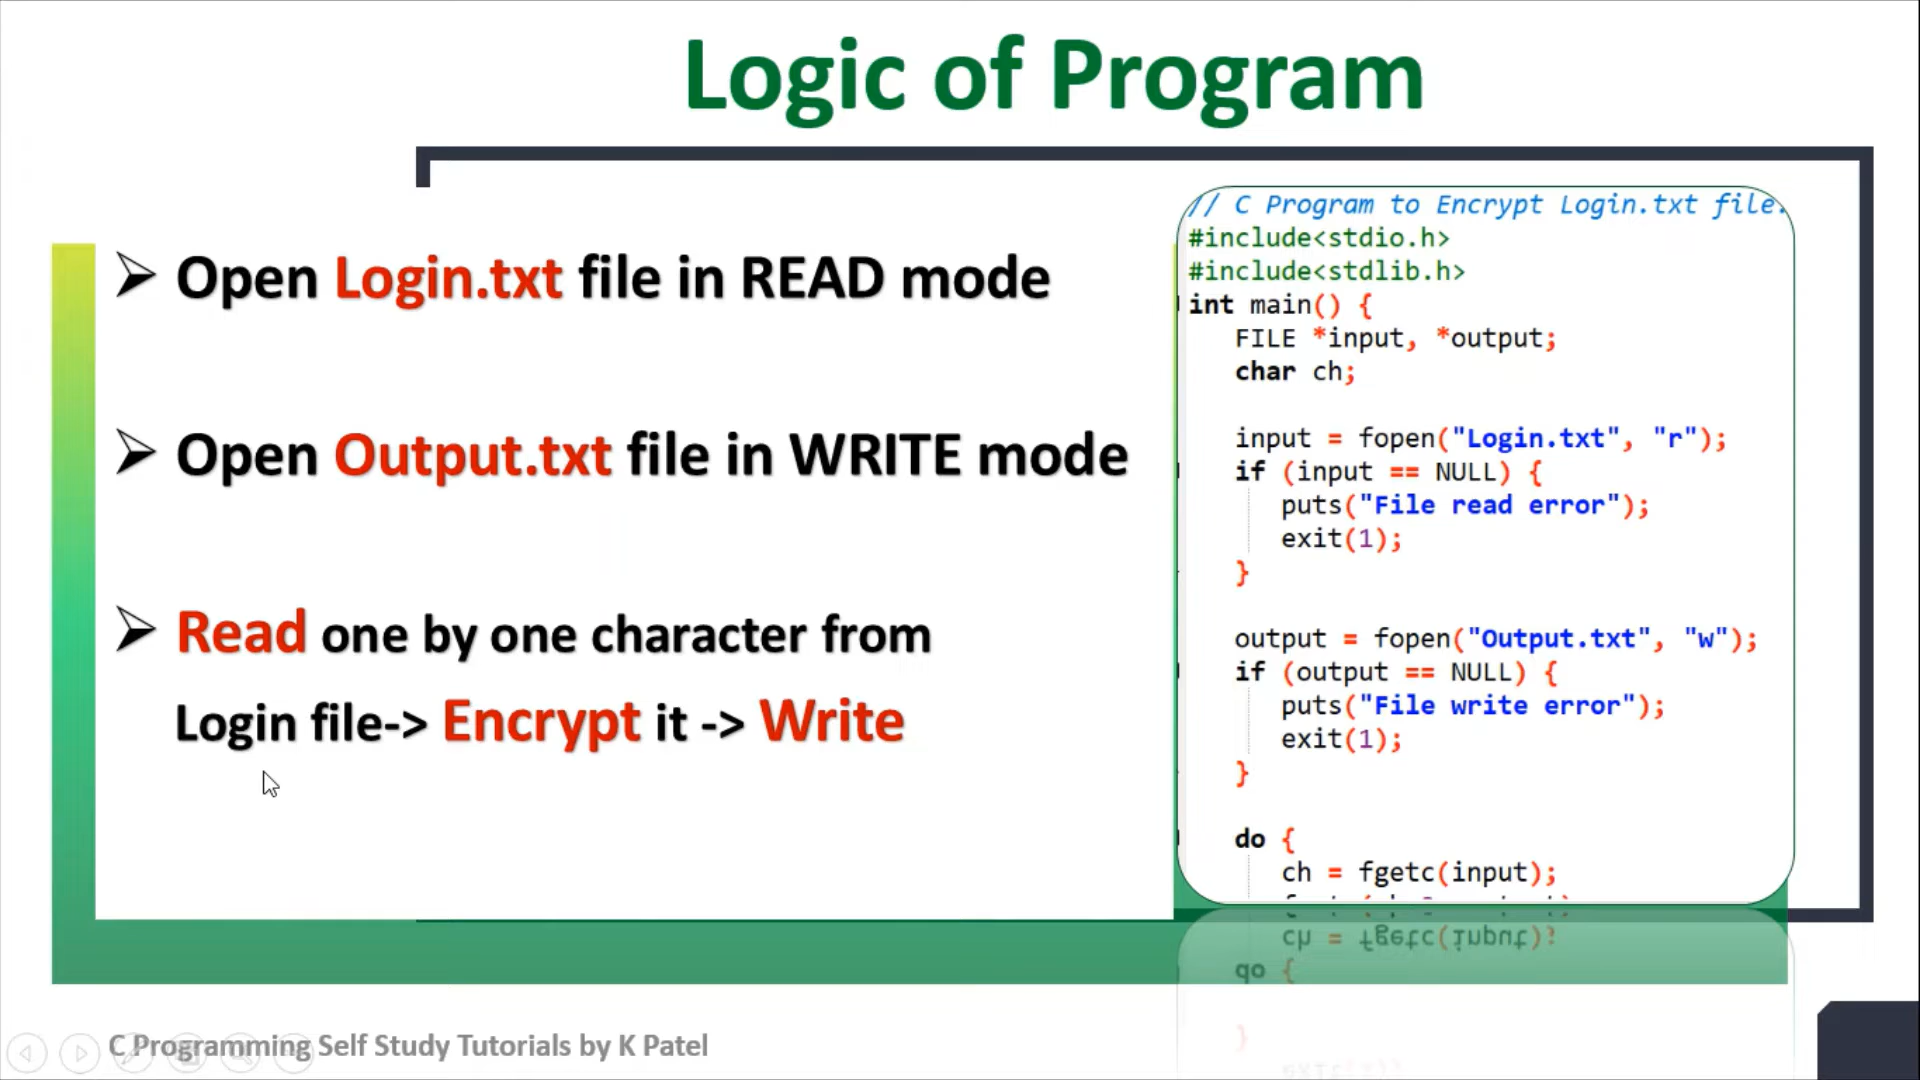 Logic of Program
➢ Open Login.txt file in READ mode
➢ Open Output.txt file in WRITE mode
➢ Read one by one character from
Login file-> Encrypt it -> Write
// C Program to Encrypt Login.txt file.
#include<stdio.h>
#include<stdlib.h>
int main() {
FILE *input, *output;
char ch;
input = fopen("Login.txt", "r");
if (input == NULL) {
puts("File read error");
exit(1);
}
output = fopen("Output.txt", "w");
if (output == NULL) {
puts("File write error");
exit(1);
}
do {
ch = fgetc(input);
C Programming Self Study Tutorials by K Patel